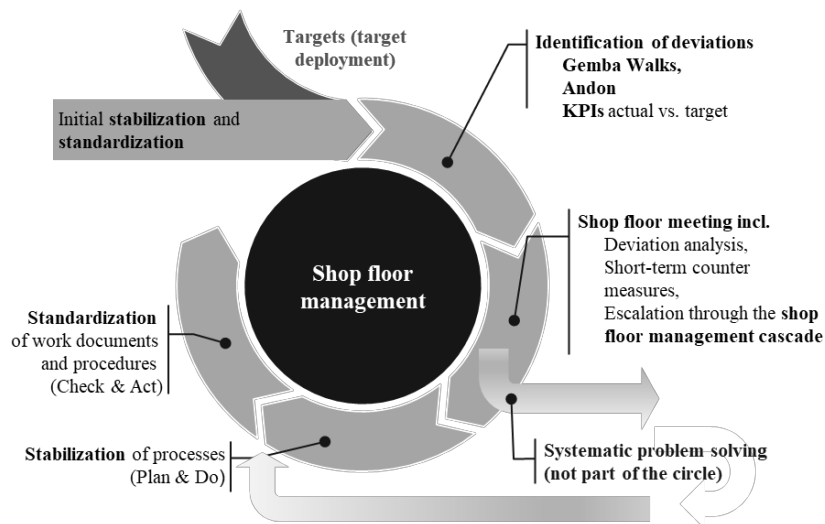 Targets (target
deployment)
Initial stabilization and
standardization
Identification of deviations
Gemba Walks,
Andon
KPIs actual vs. target
Shop floor meeting incl.
Deviation analysis,
Short-term counter
measures,
Escalation through the shop
floor management cascade
Shop floor
management
Standardization
of work documents
and procedures
(Check & Act)
Stabilization of processes
(Plan & Do)
Systematic problem solving
(not part of the circle)